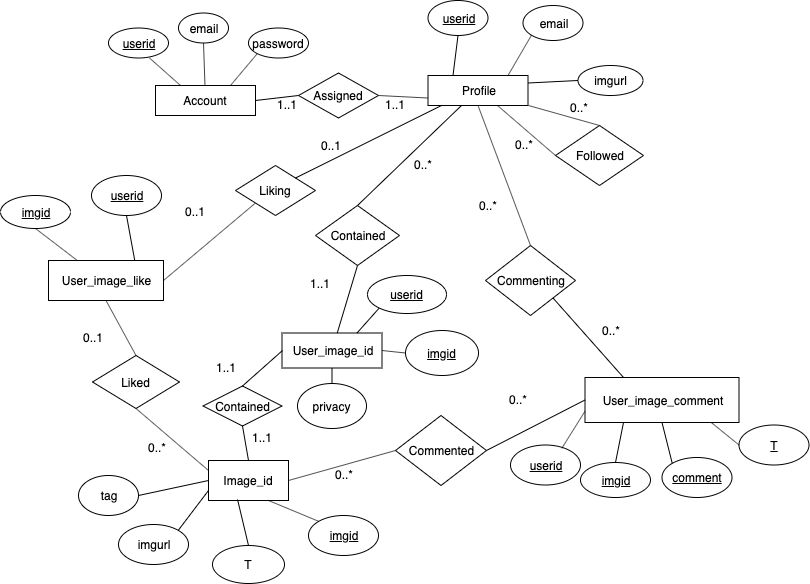 userid
email
userid
email
password
imgurl
Account
1..1
Assigned
1..1
Profile
0..*
0..*
Followed
0..1
0..*
Liking
imgid
userid
0..1
0..*
Contained
User_image_like
1..1
userid
Commenting
0..1
User_image_id
imgid
0..*
1..1
Liked
privacy
Contained
0..*
User_image_comment
0..*
1..1
Commented
T
0..*
userid
imgid
comment
Image_id
tag
imgurl
imgid
T